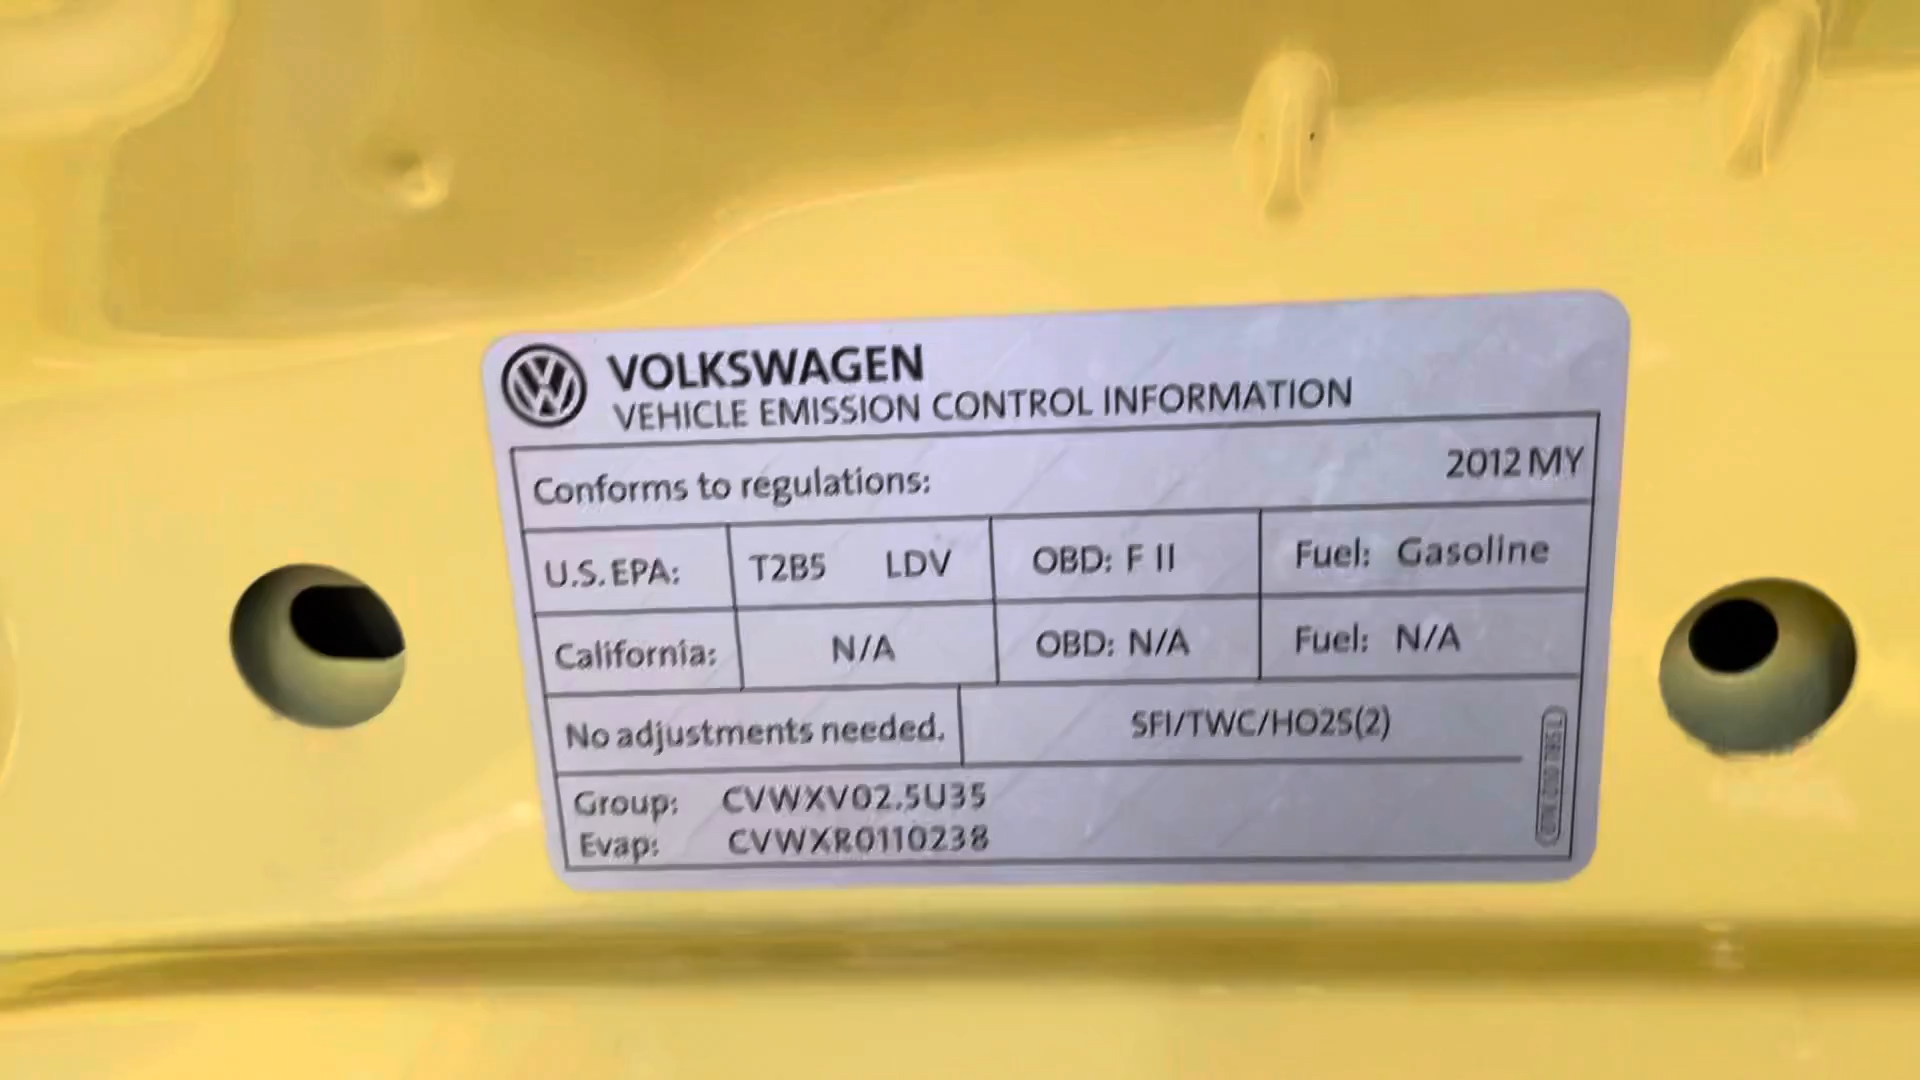 VOLKSWAGEN
VEHICLE EMISSION CONTROL INFORMATION
Conforms to regulations: 2012 MY
U.S. EPA: T2B5 LDV OBD: F II Fuel: Gasoline
California: N/A OBD: N/A Fuel: N/A
No adjustments needed. SFI/TWC/HO2S(2)
Group: CVWXV02.5U35
Evap: CVWXR0110238